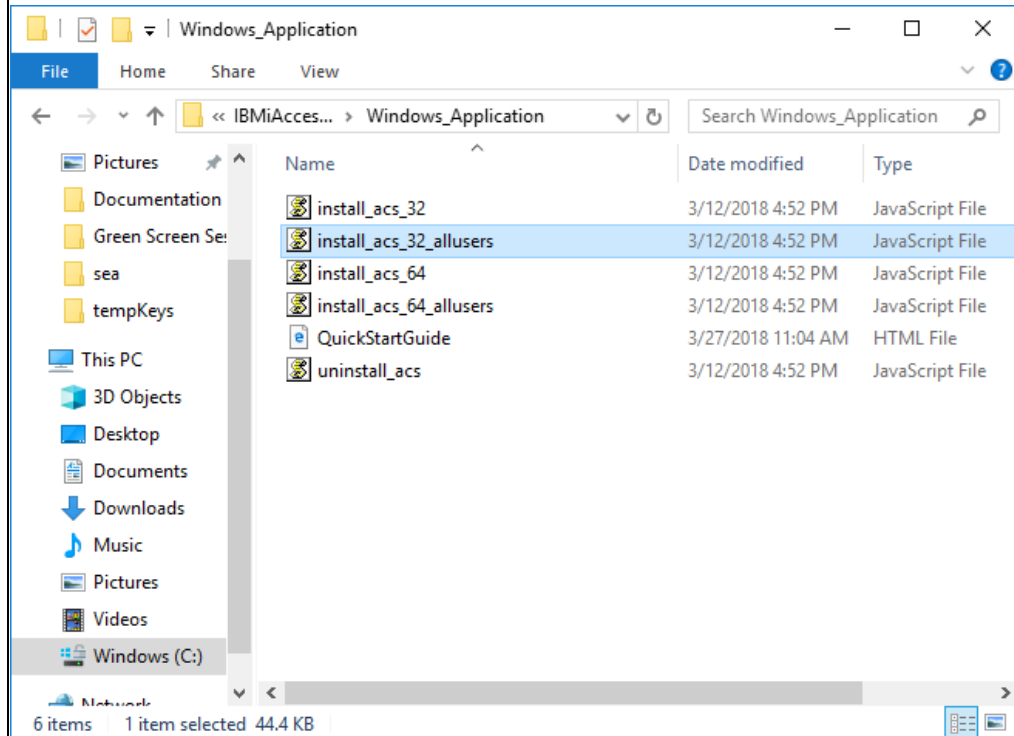 Windows_Application
File Home Share View
« IBMiAcces... > Windows_Application Search Windows_Application
Pictures
Documentation
Green Screen Ses
sea
tempKeys
This PC
3D Objects
Desktop
Documents
Downloads
Music
Pictures
Videos
Windows (C:)
Network
Name Date modified Type
install_acs_32 3/12/2018 4:52 PM JavaScript File
install_acs_32_allusers 3/12/2018 4:52 PM JavaScript File
install_acs_64 3/12/2018 4:52 PM JavaScript File
install_acs_64_allusers 3/12/2018 4:52 PM JavaScript File
QuickStartGuide 3/27/2018 11:04 AM HTML File
uninstall_acs 3/12/2018 4:52 PM JavaScript File
6 items 1 item selected 44.4 KB